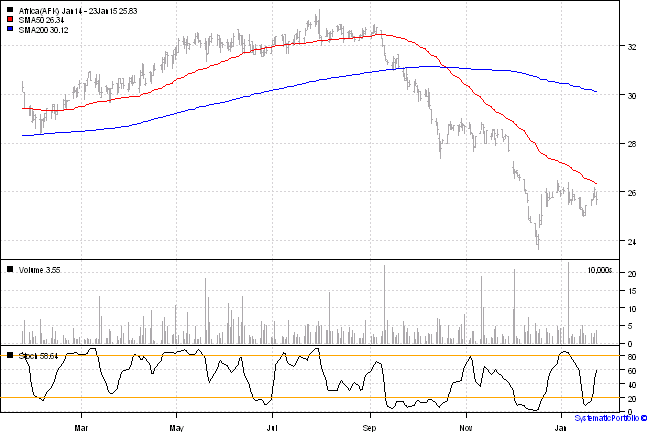 Africa(AFK) Jan14 - 23Jan15 25.83
SMA50 26.34
SMA200 30.12
32
30
28
26
24
Volume 3.55
10,000s
20
15
10
5
0
Stoch 58.64
80
60
40
20
0
Mar May Jul Sep Nov Jan
SystematicPortfolio ©